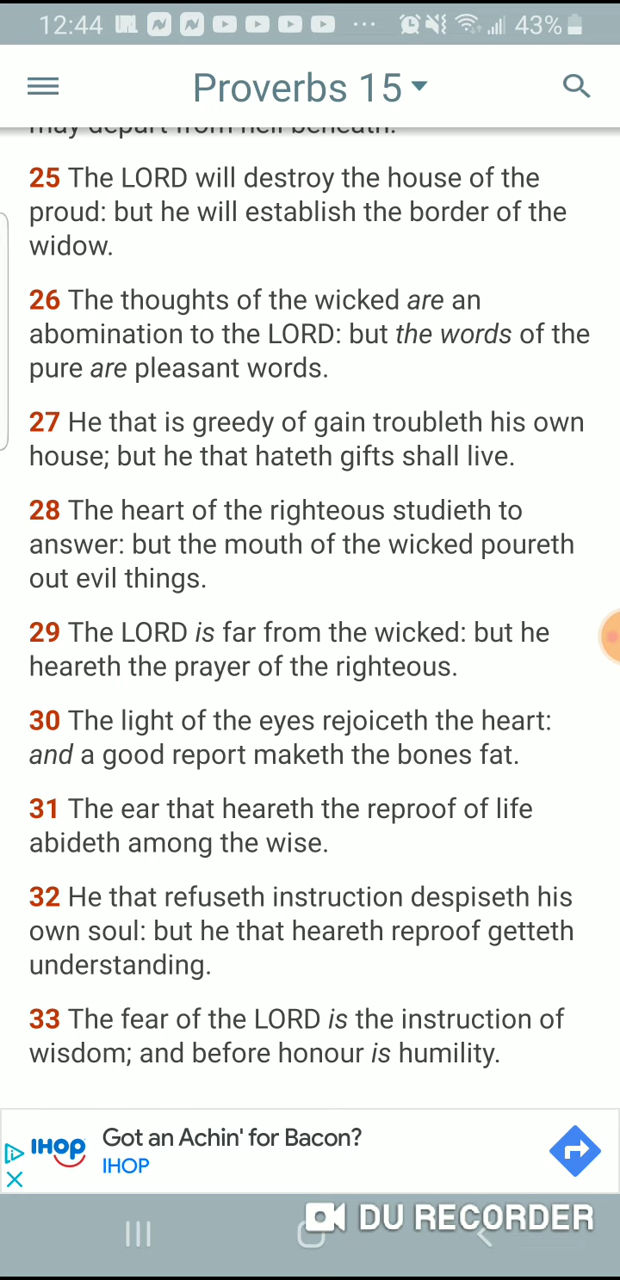 12:44 43%
Proverbs 15
may depart from hell beneath.
25 The LORD will destroy the house of the
proud: but he will establish the border of the
widow.
26 The thoughts of the wicked are an
abomination to the LORD: but the words of the
pure are pleasant words.
27 He that is greedy of gain troubleth his own
house; but he that hateth gifts shall live.
28 The heart of the righteous studieth to
answer: but the mouth of the wicked poureth
out evil things.
29 The LORD is far from the wicked: but he
heareth the prayer of the righteous.
30 The light of the eyes rejoiceth the heart:
and a good report maketh the bones fat.
31 The ear that heareth the reproof of life
abideth among the wise.
32 He that refuseth instruction despiseth his
own soul: but he that heareth reproof getteth
understanding.
33 The fear of the LORD is the instruction of
wisdom; and before honour is humility.
IHOP
Got an Achin' for Bacon?
IHOP
DU RECORDER